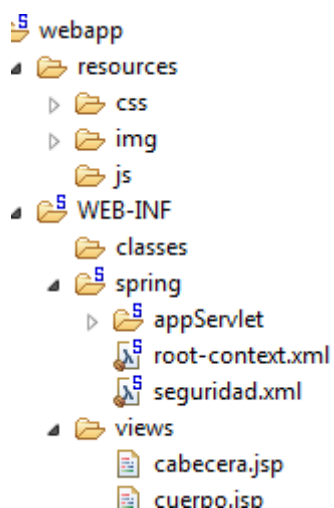 webapp
resources
css
img
js
WEB-INF
classes
spring
appServlet
root-context.xml
seguridad.xml
views
cabecera.jsp
cuerpo.jsp